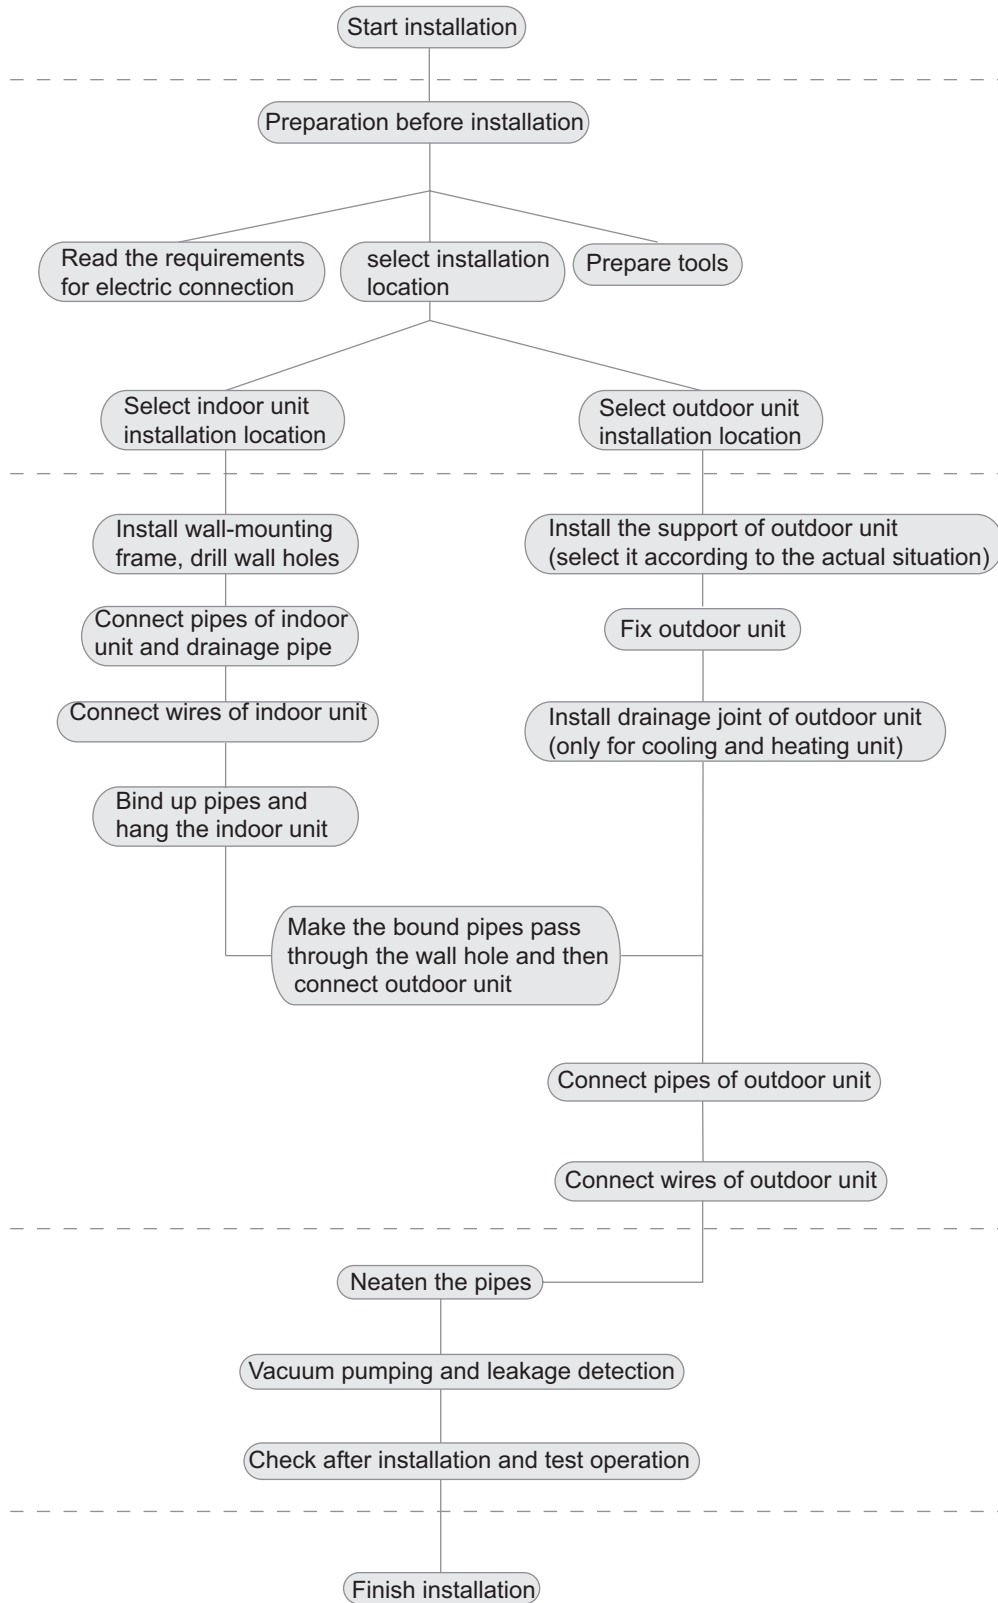 Start installation
Preparation before installation
Read the requirements
for electric connection
select installation
location
Prepare tools
Select indoor unit
installation location
Select outdoor unit
installation location
Install wall-mounting
frame, drill wall holes
Install the support of outdoor unit
(select it according to the actual situation)
Connect pipes of indoor
unit and drainage pipe
Fix outdoor unit
Connect wires of indoor unit
Install drainage joint of outdoor unit
(only for cooling and heating unit)
Bind up pipes and
hang the indoor unit
Make the bound pipes pass
through the wall hole and then
connect outdoor unit
Connect pipes of outdoor unit
Connect wires of outdoor unit
Neaten the pipes
Vacuum pumping and leakage detection
Check after installation and test operation
Finish installation